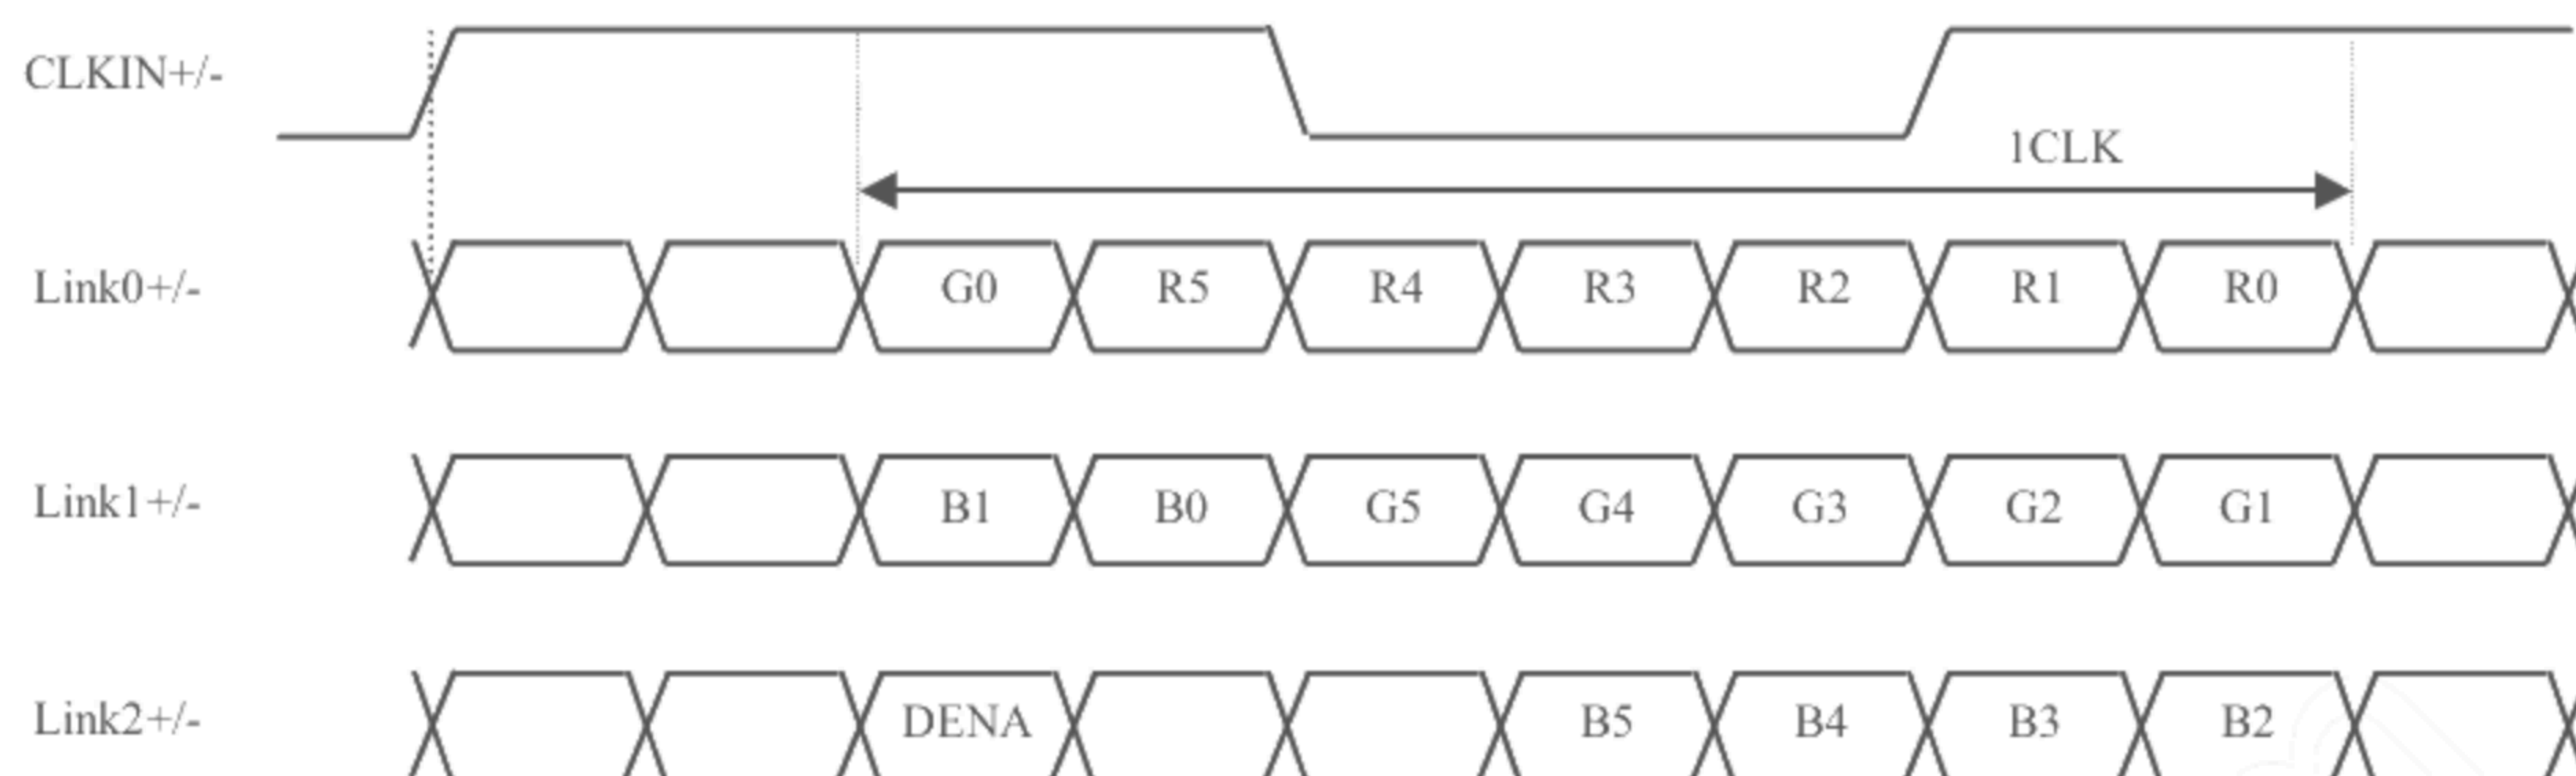 CLKIN+/-
1CLK
Link0+/- G0 R5 R4 R3 R2 R1 R0
Link1+/- B1 B0 G5 G4 G3 G2 G1
Link2+/- DENA B5 B4 B3 B2